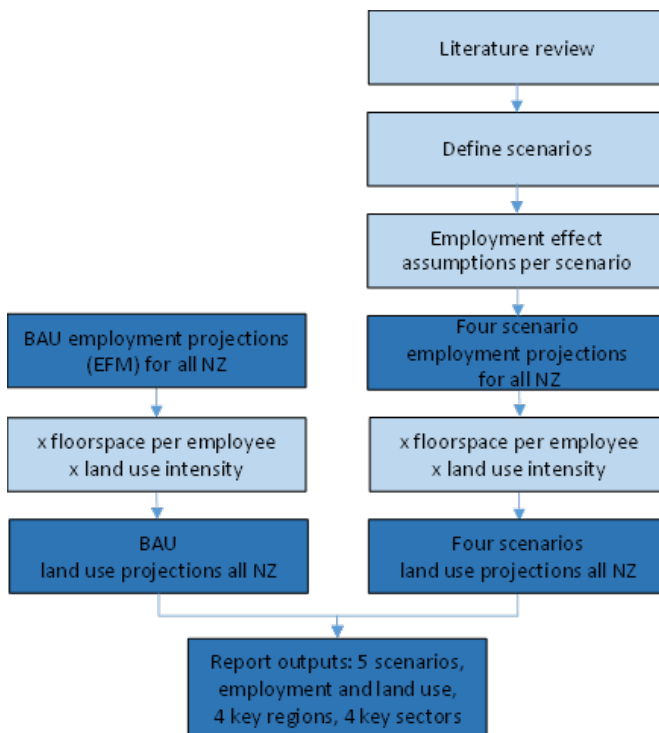 Literature review
Define scenarios
Employment effect
assumptions per scenario
BAU employment projections
(EFM) for all NZ
Four scenario
employment projections
for all NZ
x floorspace per employee
x land use intensity
x floorspace per employee
x land use intensity
BAU
land use projections all NZ
Four scenarios
land use projections all NZ
Report outputs: 5 scenarios,
employment and land use,
4 key regions, 4 key sectors